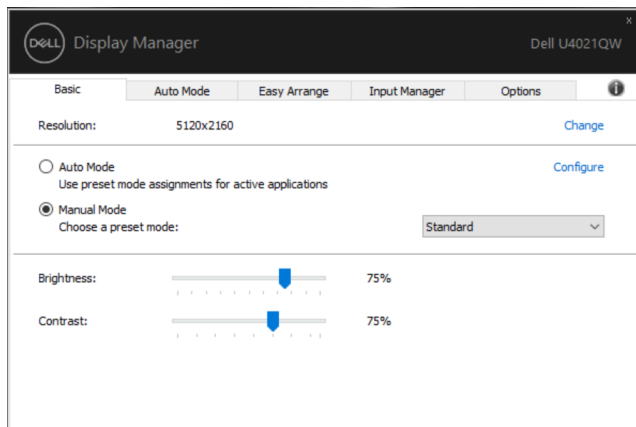 x
DELL Display Manager Dell U4021QW
Basic Auto Mode Easy Arrange Input Manager Options i
Resolution: 5120x2160 Change
Auto Mode Configure
Use preset mode assignments for active applications
Manual Mode
Choose a preset mode: Standard
Brightness: 75%
Contrast: 75%